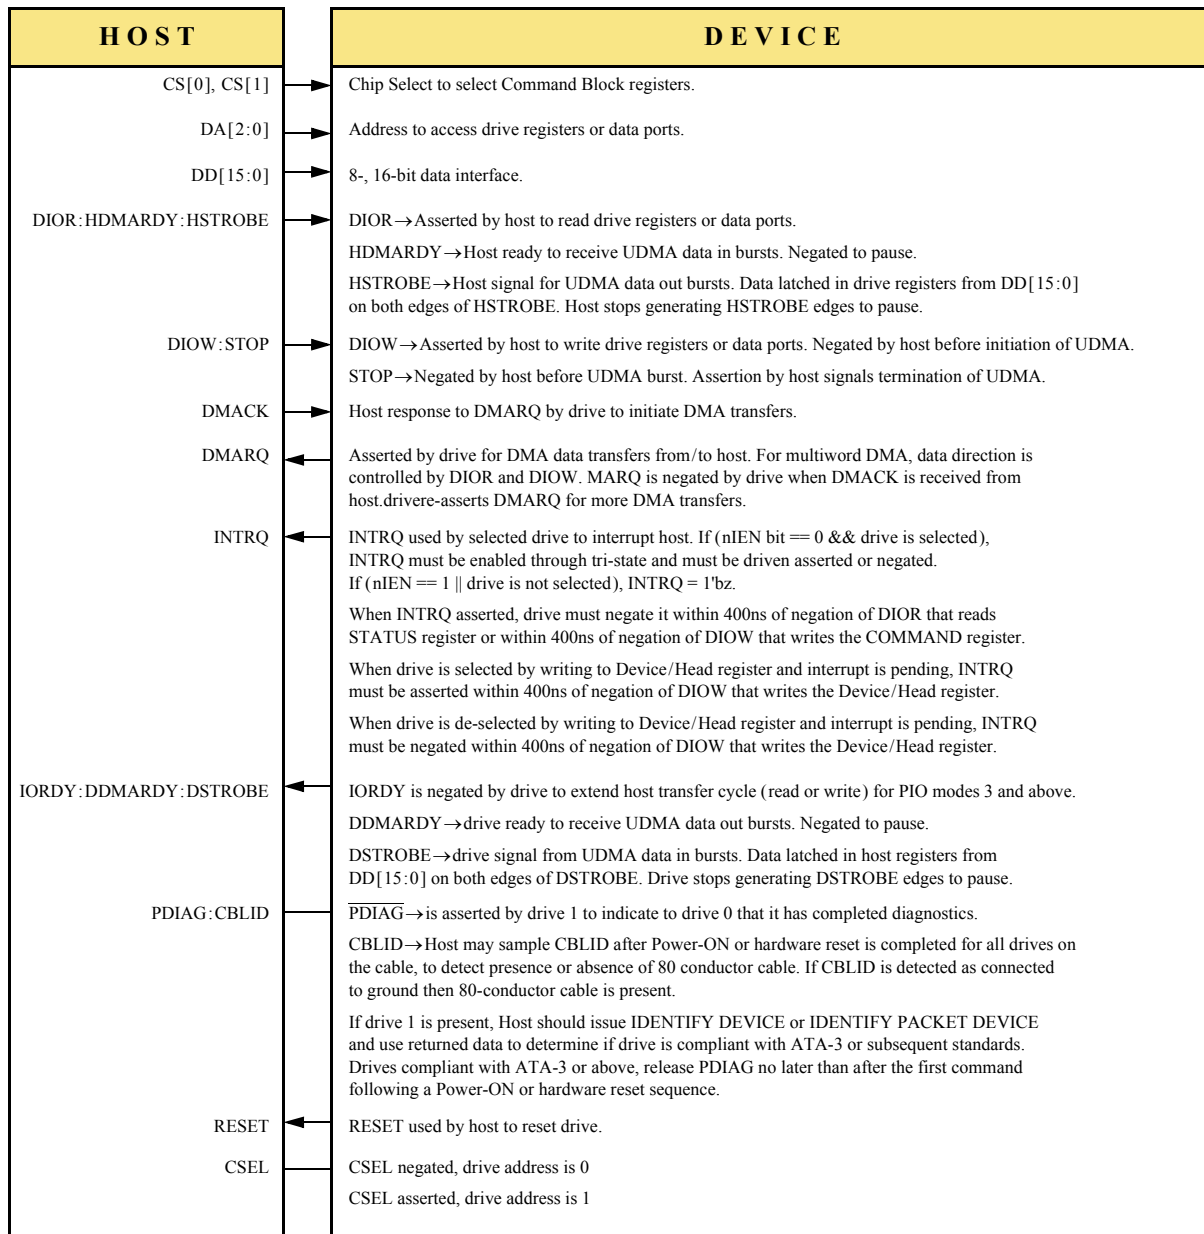 HOST DEVICE
CS[0], CS[1] Chip Select to select Command Block registers.
DA[2:0] Address to access drive registers or data ports.
DD[15:0] 8-, 16-bit data interface.
DIOR:HDMARDY:HSTROBE DIOR→Asserted by host to read drive registers or data ports.
HDMARDY→Host ready to receive UDMA data in bursts. Negated to pause.
HSTROBE→Host signal for UDMA data out bursts. Data latched in drive registers from DD[15:0]
on both edges of HSTROBE. Host stops generating HSTROBE edges to pause.
DIOW:STOP DIOW→Asserted by host to write drive registers or data ports. Negated by host before initiation of UDMA.
STOP→Negated by host before UDMA burst. Assertion by host signals termination of UDMA.
DMACK Host response to DMARQ by drive to initiate DMA transfers.
DMARQ Asserted by drive for DMA data transfers from/to host. For multiword DMA, data direction is
controlled by DIOR and DIOW. MARQ is negated by drive when DMACK is received from
host.drivere-asserts DMARQ for more DMA transfers.
INTRQ INTRQ used by selected drive to interrupt host. If (nIEN bit == 0 && drive is selected),
INTRQ must be enabled through tri-state and must be driven asserted or negated.
If (nIEN == 1 || drive is not selected), INTRQ = 1'bz.
When INTRQ asserted, drive must negate it within 400ns of negation of DIOR that reads
STATUS register or within 400ns of negation of DIOW that writes the COMMAND register.
When drive is selected by writing to Device/Head register and interrupt is pending, INTRQ
must be asserted within 400ns of negation of DIOW that writes the Device/Head register.
When drive is de-selected by writing to Device/Head register and interrupt is pending, INTRQ
must be negated within 400ns of negation of DIOW that writes the Device/Head register.
IORDY:DDMARDY:DSTROBE IORDY is negated by drive to extend host transfer cycle (read or write) for PIO modes 3 and above.
DDMARDY→drive ready to receive UDMA data out bursts. Negated to pause.
DSTROBE→drive signal from UDMA data in bursts. Data latched in host registers from
DD[15:0] on both edges of DSTROBE. Drive stops generating DSTROBE edges to pause.
PDIAG:CBLID PDIAG→is asserted by drive 1 to indicate to drive 0 that it has completed diagnostics.
CBLID→Host may sample CBLID after Power-ON or hardware reset is completed for all drives on
the cable, to detect presence or absence of 80 conductor cable. If CBLID is detected as connected
to ground then 80-conductor cable is present.
If drive 1 is present, Host should issue IDENTIFY DEVICE or IDENTIFY PACKET DEVICE
and use returned data to determine if drive is compliant with ATA-3 or subsequent standards.
Drives compliant with ATA-3 or above, release PDIAG no later than after the first command
following a Power-ON or hardware reset sequence.
RESET RESET used by host to reset drive.
CSEL CSEL negated, drive address is 0
CSEL asserted, drive address is 1